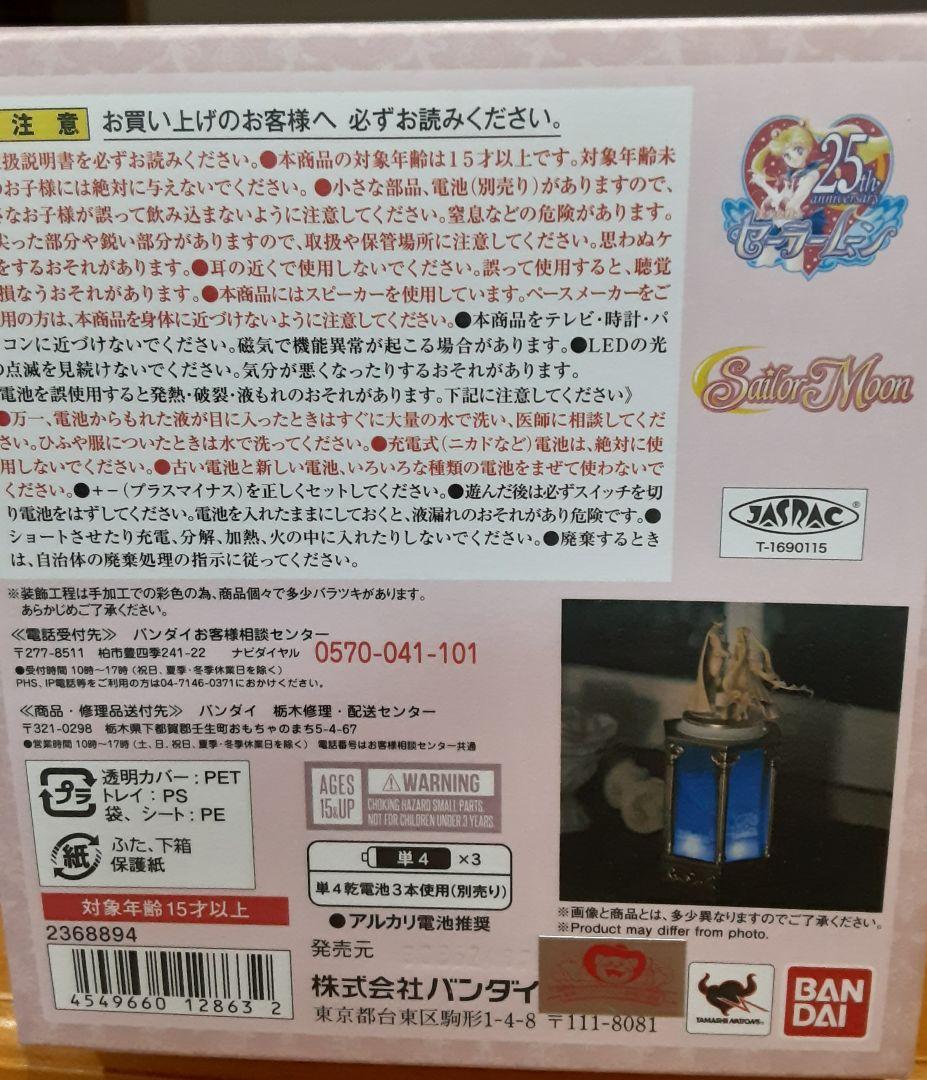 注 意 お買い上げのお客様へ 必ずお読みください。
扱説明書を必ずお読みください。●本商品の対象年齢は15才以上です。対象年齢未
のお子様には絶対に与えないでください。●小さな部品、電池(別売り)がありますので、
なお子様が誤って飲み込まないように注意してください。窒息などの危険があります。
尖った部分や鋭い部分がありますので、取扱や保管場所に注意してください。思わぬケ
をするおそれがあります。●耳の近くで使用しないでください。誤って使用すると、聴覚
損なうおそれがあります。●本商品にはスピーカーを使用しています。ペースメーカーをご
用の方は、本商品を身体に近づけないように注意してください。●本商品をテレビ・時計・パ
コンに近づけないでください。磁気で機能異常が起こる場合があります。●LEDの光
の点滅を見続けないでください。気分が悪くなったりするおそれがあります。
電池を誤使用すると発熱・破裂・液もれのおそれがあります。下記に注意してください》
●万一、電池からもれた液が目に入ったときはすぐに大量の水で洗い、医師に相談してくだ
さい。ひふや服についたときは水で洗ってください。●充電式(ニカドなど)電池は、絶対に使
用しないでください。●古い電池と新しい電池、いろいろな種類の電池をまぜて使わないで
ください。●+-(プラスマイナス)を正しくセットしてください。●遊んだ後は必ずスイッチを切
り電池をはずしてください。電池を入れたままにしておくと、液漏れのおそれがあり危険です。●
ショートさせたり充電、分解、加熱、火の中に入れたりしないでください。●廃棄するとき
は、自治体の廃棄処理の指示に従ってください。
25th
anniversary
セーラームーン
Sailor Moon
JASRAC®
T-1690115
※装飾工程は手加工での彩色の為、商品個々で多少バラツキがあります。
あらかじめご了承ください。
≪電話受付先≫ バンダイお客様相談センター
〒277-8511 柏市豊四季241-22 ナビダイヤル 0570-041-101
●受付時間 10時〜17時 (祝日、夏季・冬季休業日を除く)
PHS、IP電話等をご利用の方は04-7146-0371におかけください。
≪商品・修理品送付先≫ バンダイ 栃木修理・配送センター
〒321-0298 栃木県下都賀郡壬生町おもちゃのまち5-4-67
●営業時間 10時〜17時 (土、日、祝日、夏季・冬季休業日を除く) 電話番号はお客様相談センター共通
プラ
透明カバー:PET
トレイ:PS
袋、シート:PE
紙
ふた、下箱
保護紙
AGES
15&UP
⚠WARNING
CHOKING HAZARD SMALL PARTS.
NOT FOR CHILDREN UNDER 3 YEARS.
単4 ×3
単4乾電池3本使用(別売り)
●アルカリ電池推奨
※画像と商品とは、多少異なりますのでご了承ください。
※Product may differ from photo.
対象年齢15才以上
2368894
4549660 128632
発売元
株式会社バンダイ
東京都台東区駒形1-4-8 〒111-8081
TAMASHII NATIONS
BAN
DAI